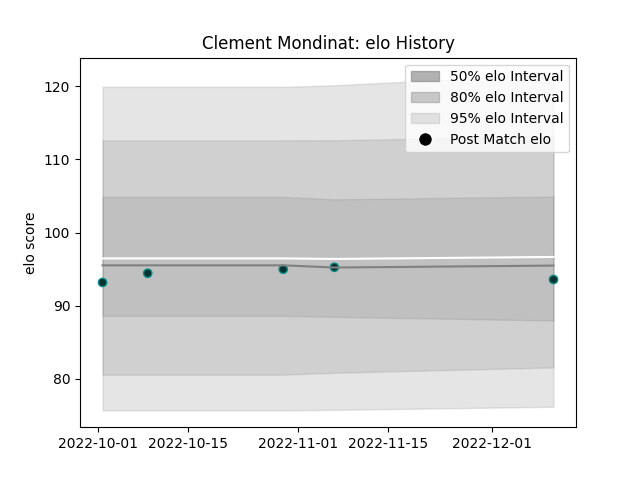 Clement Mondinat: elo History
50% elo Interval
80% elo Interval
95% elo Interval
Post Match elo
elo score
120
110
100
90
80
2022-10-01 2022-10-15 2022-11-01 2022-11-15 2022-12-01